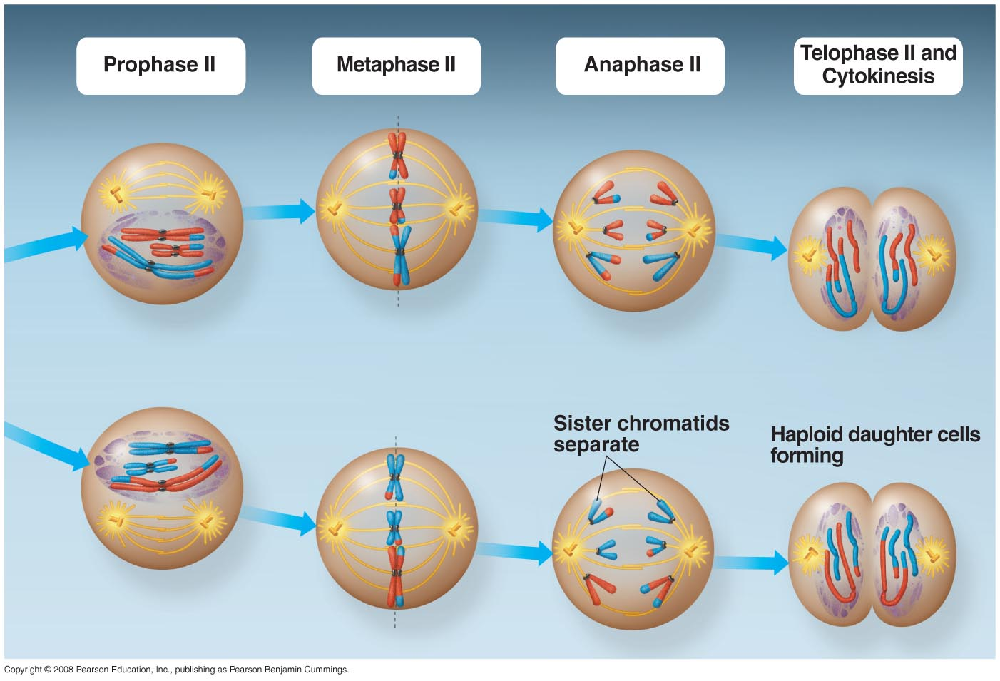 Prophase II
Metaphase II
Anaphase II
Telophase II and
Cytokinesis
Sister chromatids
separate
Haploid daughter cells
forming
Copyright © 2008 Pearson Education, Inc., publishing as Pearson Benjamin Cummings.